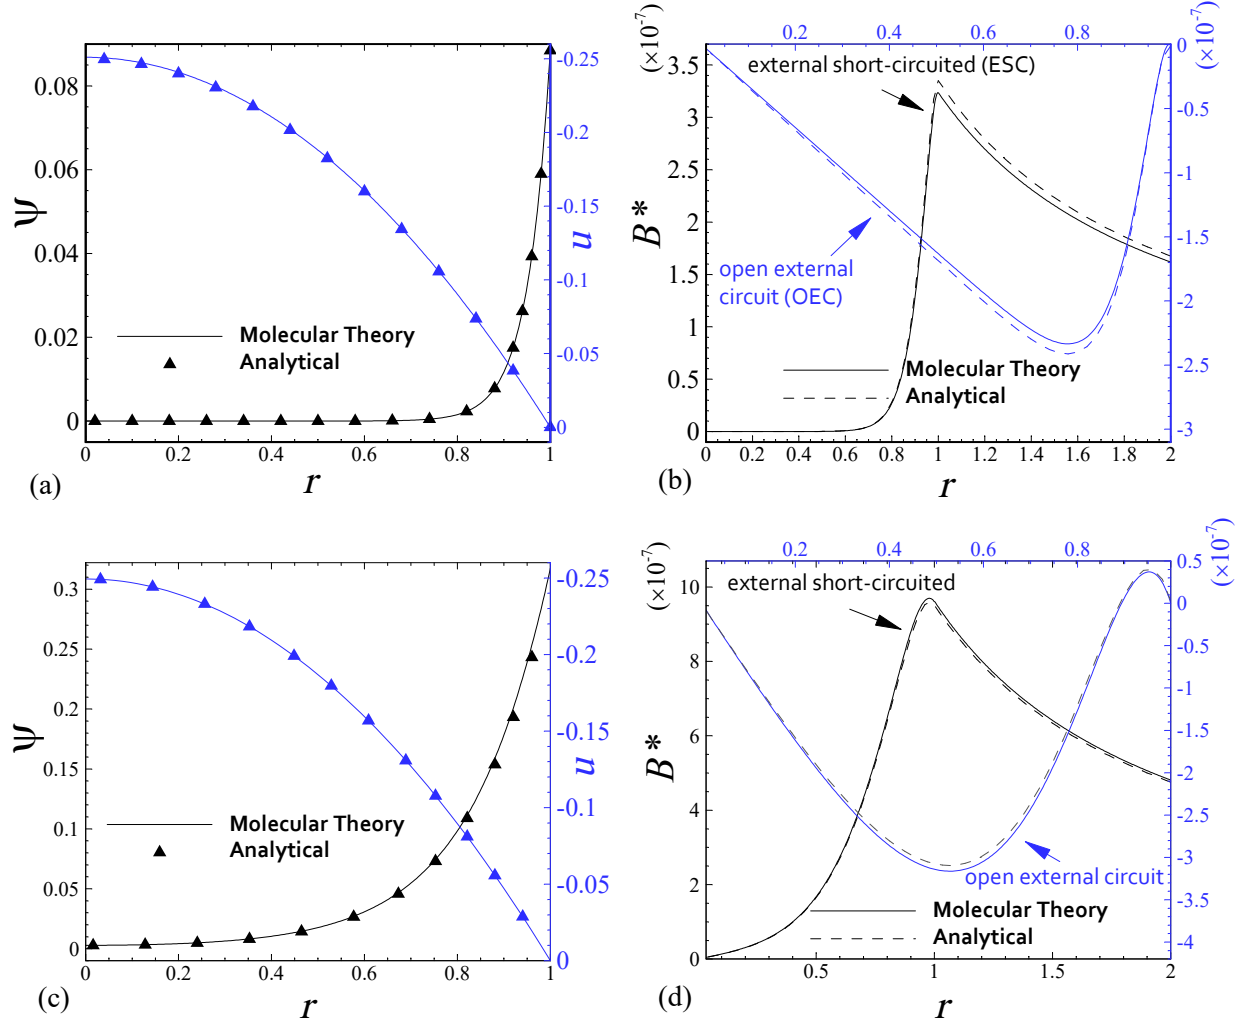 0.08
0.06
0.04
0.02
0
ψ
-0.25
-0.2
-0.15
-0.1
-0.05
0
u
Molecular Theory
Analytical
0 0.2 0.4 0.6 0.8 1
r
(a)
0.2 0.4 0.6 0.8
(×10⁻⁷)
3.5
3
2.5
2
1.5
1
0.5
0
B*
external short-circuited (ESC)
open external
circuit (OEC)
Molecular Theory
Analytical
0
-0.5
-1
-1.5
-2
-2.5
-3
(×10⁻⁷)
0 0.2 0.4 0.6 0.8 1 1.2 1.4 1.6 1.8 2
r
(b)
0.3
0.25
0.2
0.15
0.1
0.05
0
ψ
-0.25
-0.2
-0.15
-0.1
-0.05
0
u
Molecular Theory
Analytical
0 0.2 0.4 0.6 0.8 1
r
(c)
0.2 0.4 0.6 0.8
(×10⁻⁷)
10
8
6
4
2
0
B*
external short-circuited
open external circuit
Molecular Theory
Analytical
0.5
0
-0.5
-1
-1.5
-2
-2.5
-3
-3.5
-4
(×10⁻⁷)
0.5 1 1.5 2
r
(d)